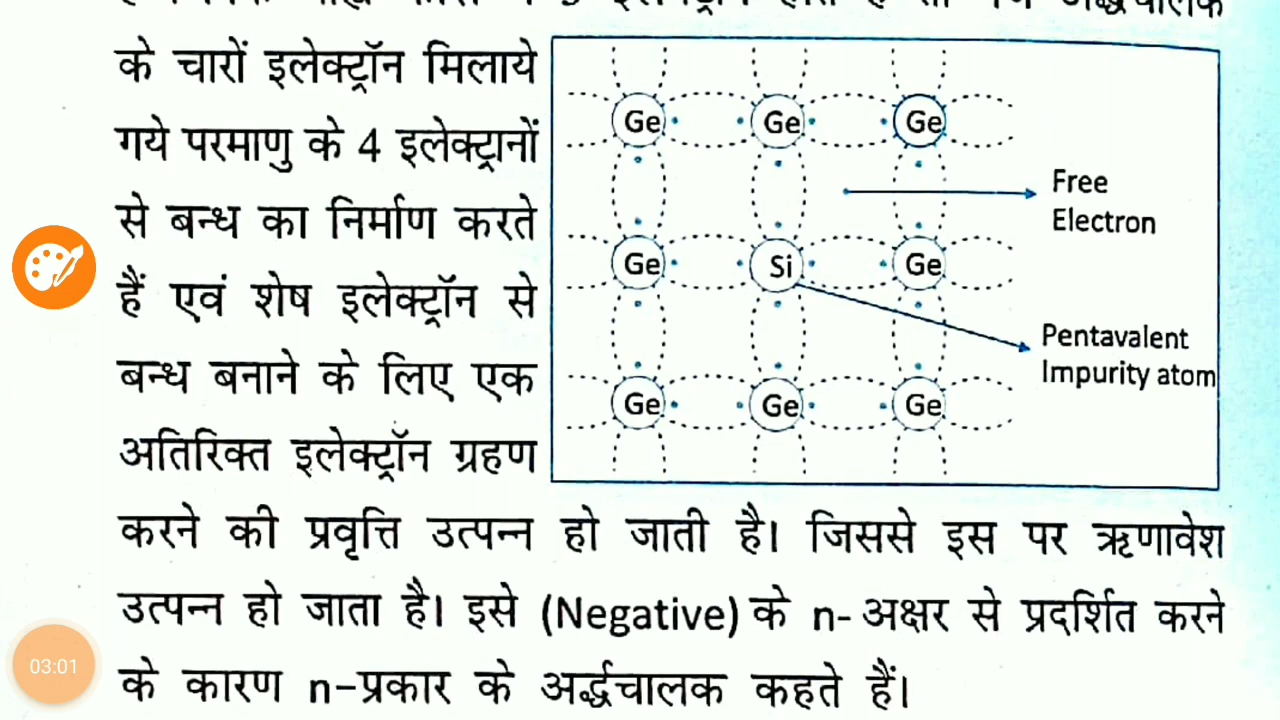 के चारों इलेक्ट्रॉन मिलाये
गये परमाणु के 4 इलेक्ट्रानों
से बन्ध का निर्माण करते
हैं एवं शेष इलेक्ट्रॉन से
बन्ध बनाने के लिए एक
अतिरिक्त इलेक्ट्रॉन ग्रहण
करने की प्रवृत्ति उत्पन्न हो जाती है। जिससे इस पर ऋणावेश
उत्पन्न हो जाता है। इसे (Negative) के n- अक्षर से प्रदर्शित करने
के कारण n-प्रकार के अर्द्धचालक कहते हैं।
Ge Ge Ge
Free
Electron
Ge Si Ge
Pentavalent
Impurity atom
Ge Ge Ge
03:01